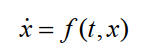 ẋ = f(t,x)